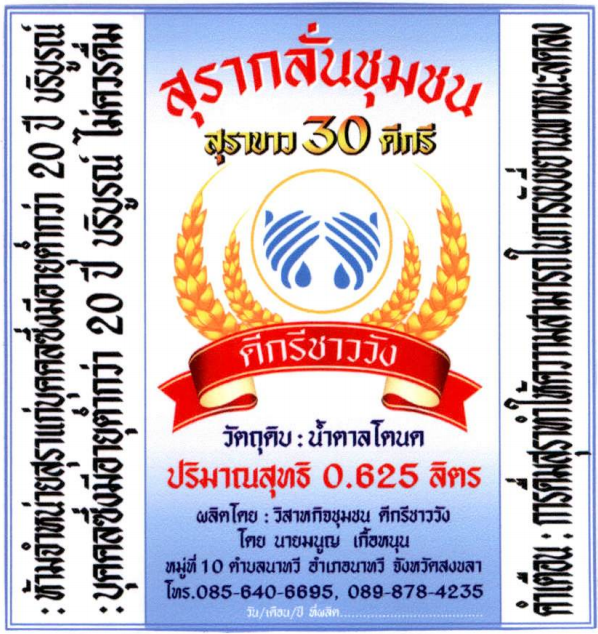 : ห้ามจำหน่ายสุราแก่บุคคลซึ่งมีอายุต่ำกว่า 20 ปี บริบูรณ์
: บุคคลซึ่งมีอายุต่ำกว่า 20 ปี บริบูรณ์ ไม่ควรดื่ม
สุรากลั่นชุมชน
สุราขาว 30 ดีกรี
ดีกรีชาววัง
วัตถุดิบ : น้ำตาลโตนด
ปริมาณสุทธิ 0.625 ลิตร
ผลิตโดย : วิสาหกิจชุมชน ดีกรีชาววัง
โดย นายมนูญ เกื้อหนุน
หมู่ที่ 10 ตำบลนาทวี อำเภอนาทวี จังหวัดสงขลา
โทร.085-640-6695, 089-878-4235
วัน/เดือน/ปี ที่ผลิต
คำเตือน : การดื่มสุราทำให้ความสามารถในการขับขี่ยานพาหนะลดลง